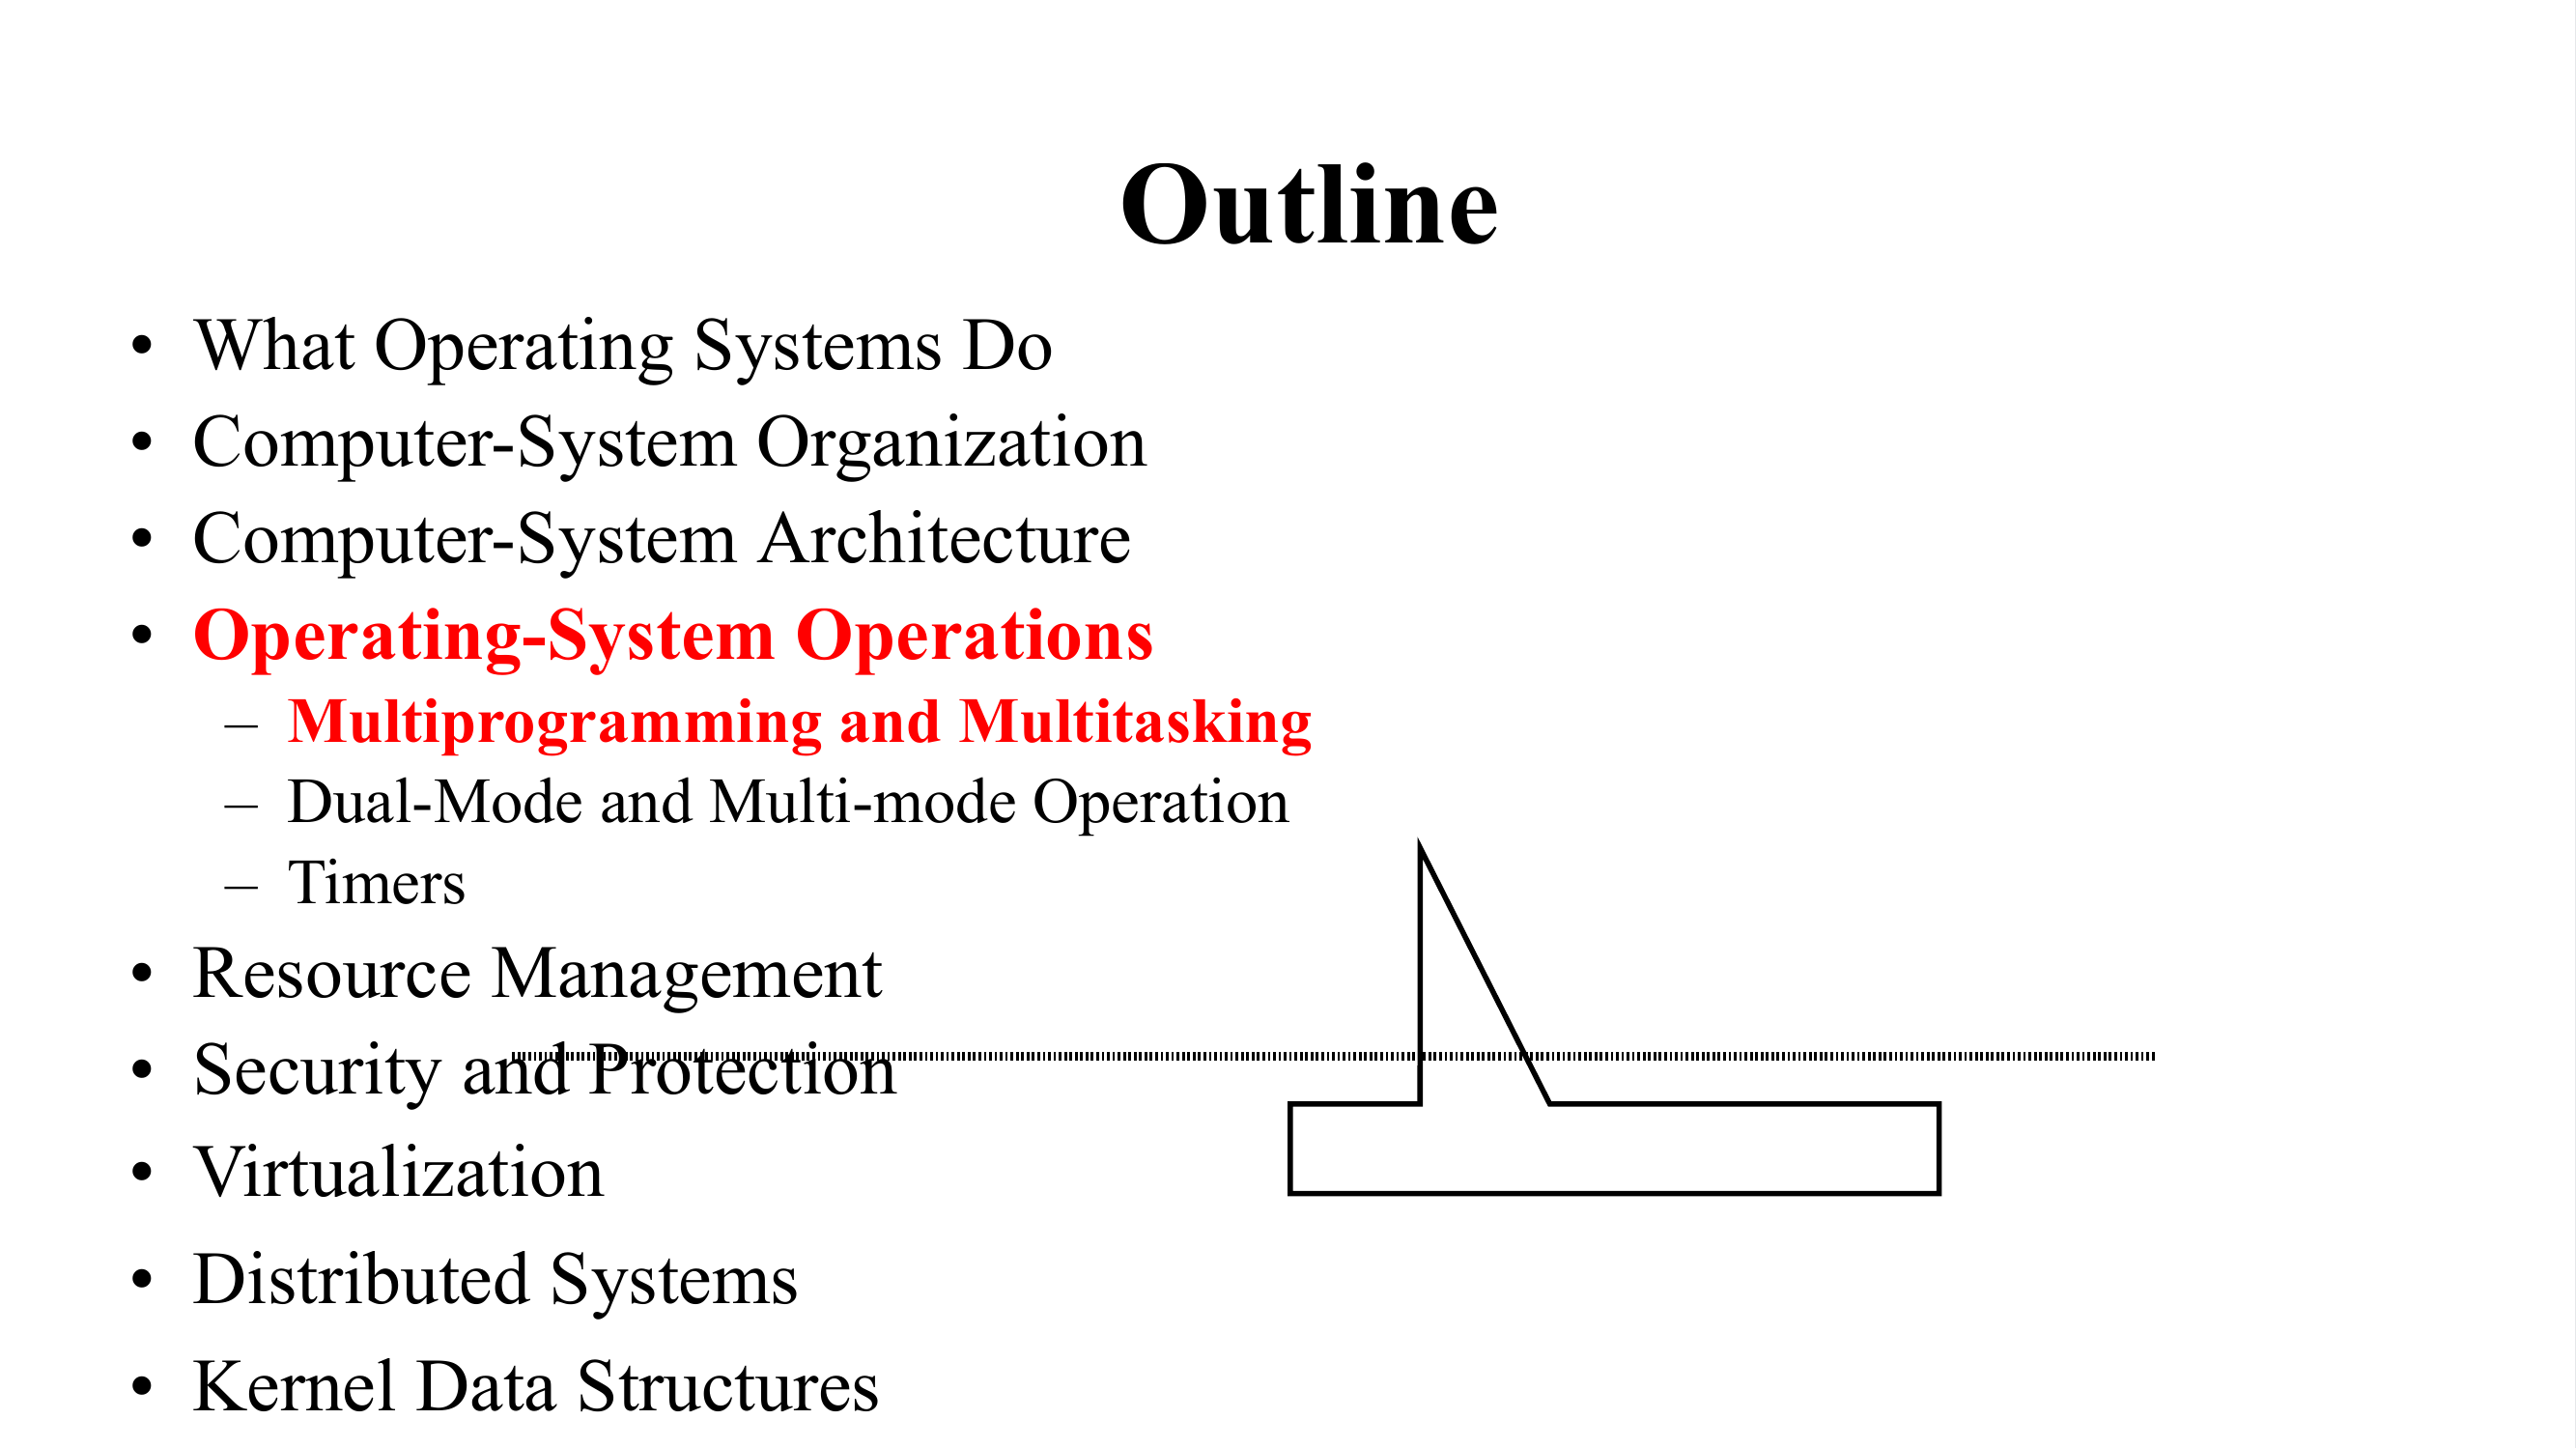 Outline
• What Operating Systems Do
• Computer-System Organization
• Computer-System Architecture
• Operating-System Operations
– Multiprogramming and Multitasking
– Dual-Mode and Multi-mode Operation
– Timers
• Resource Management
• Security and Protection
• Virtualization
• Distributed Systems
• Kernel Data Structures